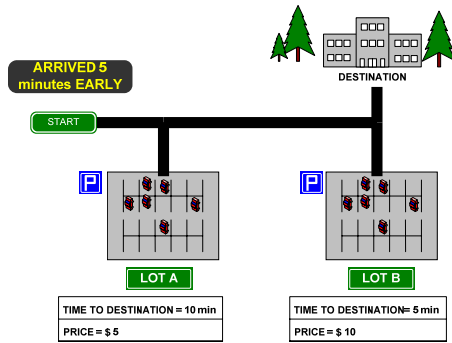 ARRIVED 5
minutes EARLY
DESTINATION
START
P
P
LOT A
LOT B
TIME TO DESTINATION = 10 min
PRICE = $ 5
TIME TO DESTINATION= 5 min
PRICE = $ 10